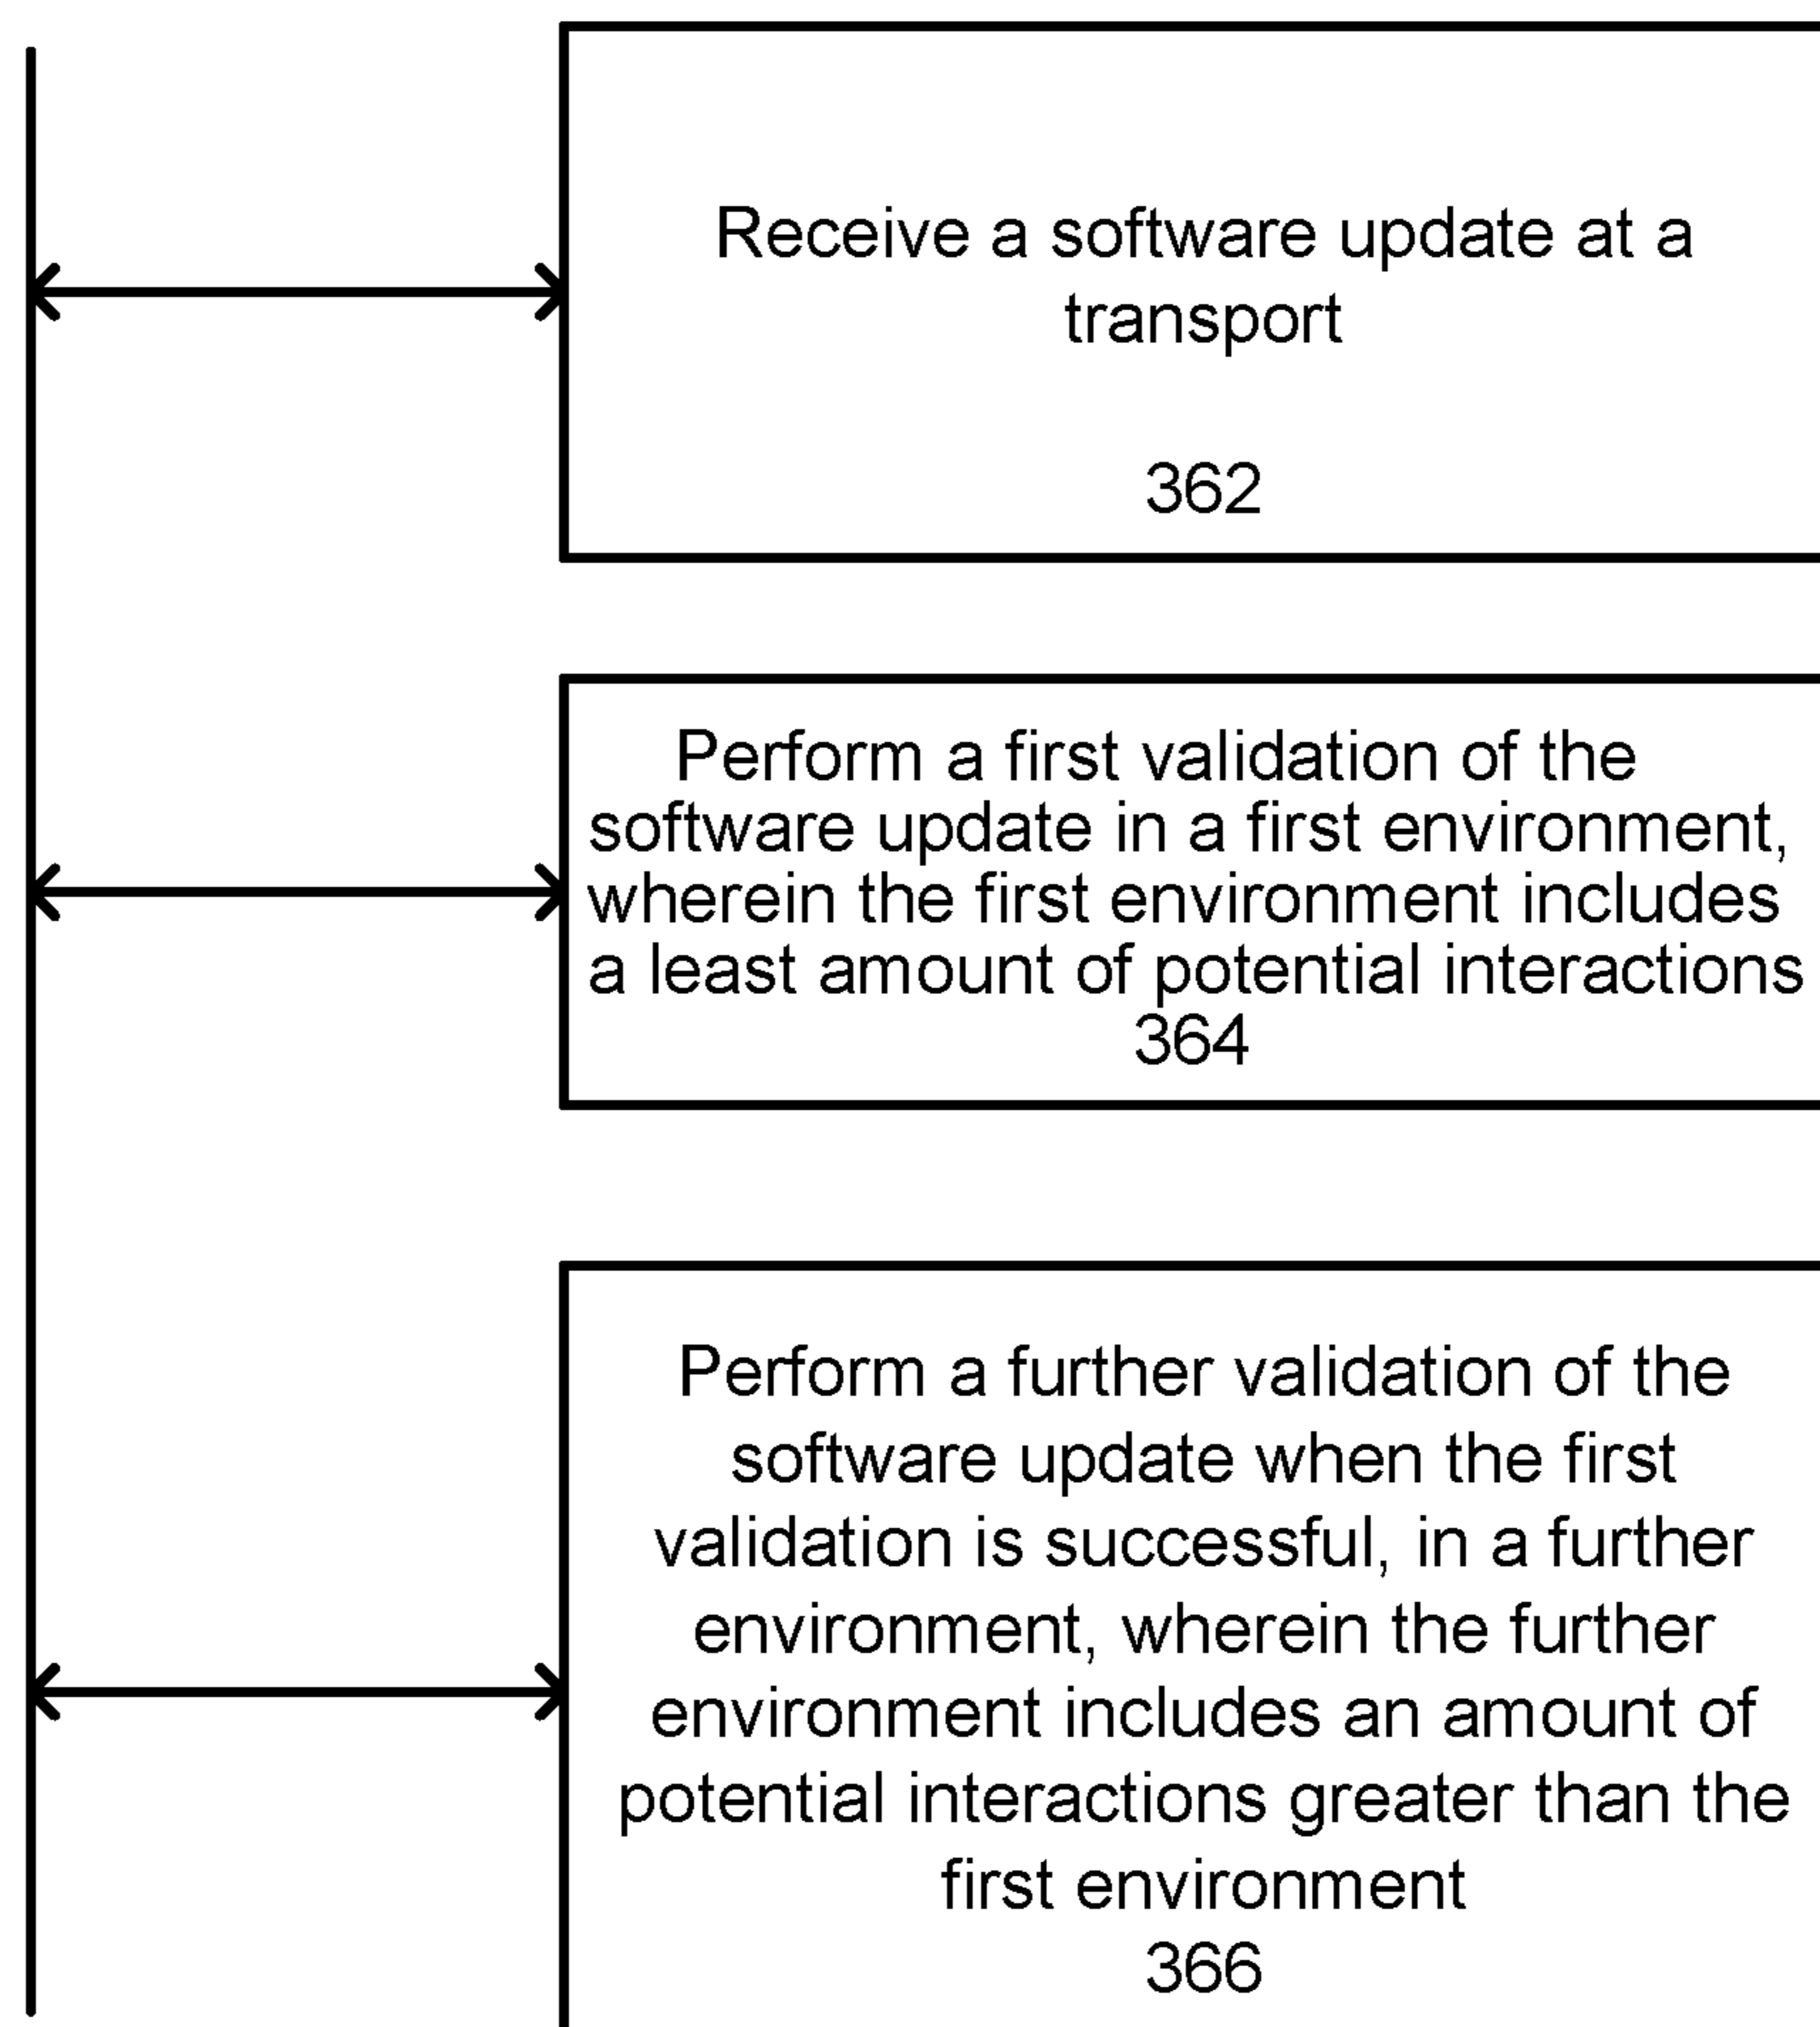 Receive a software update at a
transport
362
Perform a first validation of the
software update in a first environment,
wherein the first environment includes
a least amount of potential interactions
364
Perform a further validation of the
software update when the first
validation is successful, in a further
environment, wherein the further
environment includes an amount of
potential interactions greater than the
first environment
366